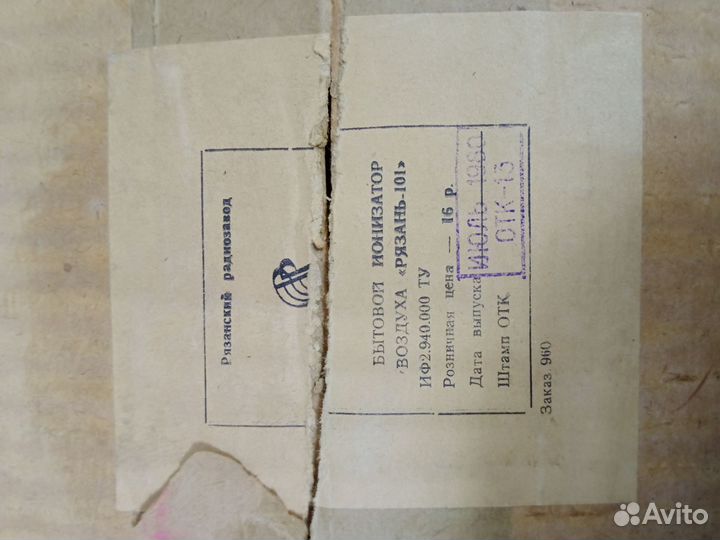 Рязанский радиозавод
БЫТОВОЙ ИОНИЗАТОР
ВОЗДУХА «РЯЗАНЬ-101»
ИФ2.940.000 ТУ
Розничная цена — 16 р.
Дата выпуска ИЮЛЬ 1980
Штамп ОТК ОТК-13
Заказ 960
Avito